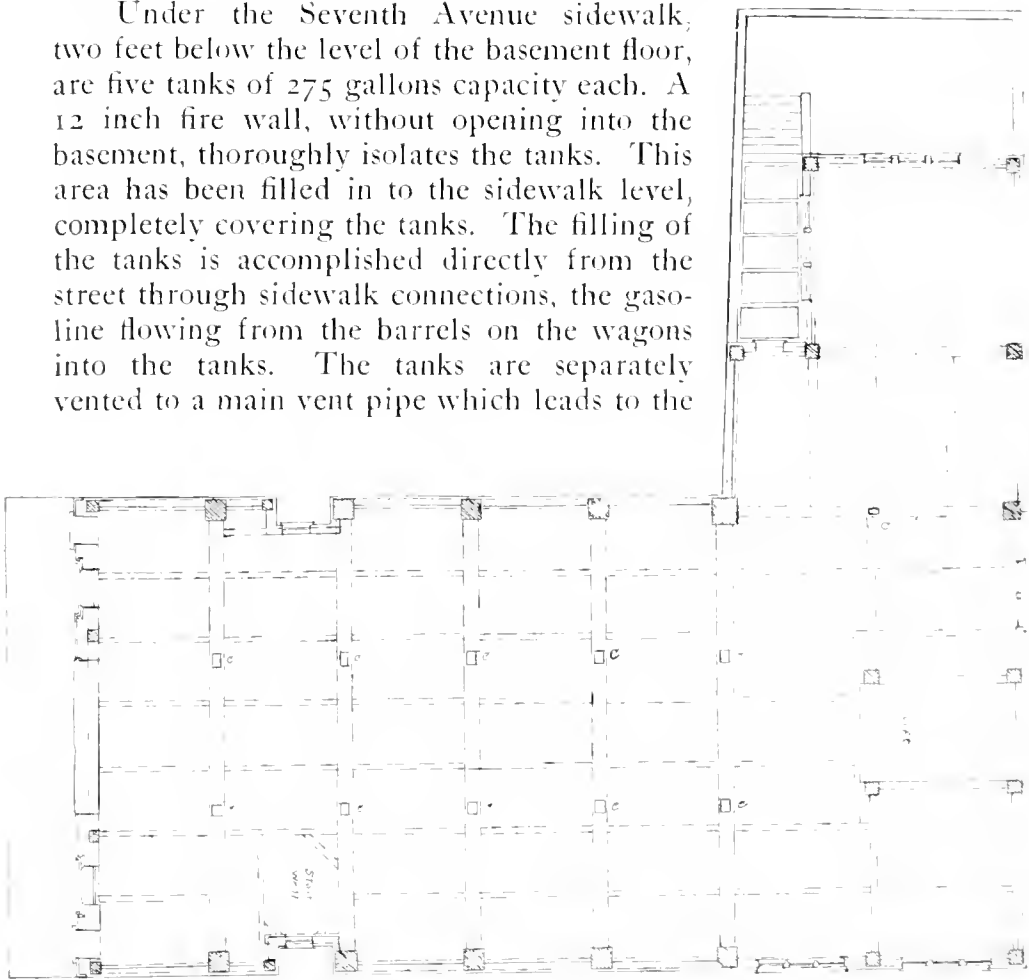 Under the Seventh Avenue sidewalk,
two feet below the level of the basement floor,
are five tanks of 275 gallons capacity each. A
12 inch fire wall, without opening into the
basement, thoroughly isolates the tanks. This
area has been filled in to the sidewalk level,
completely covering the tanks. The filling of
the tanks is accomplished directly from the
street through sidewalk connections, the gaso-
line flowing from the barrels on the wagons
into the tanks. The tanks are separately
vented to a main vent pipe which leads to the